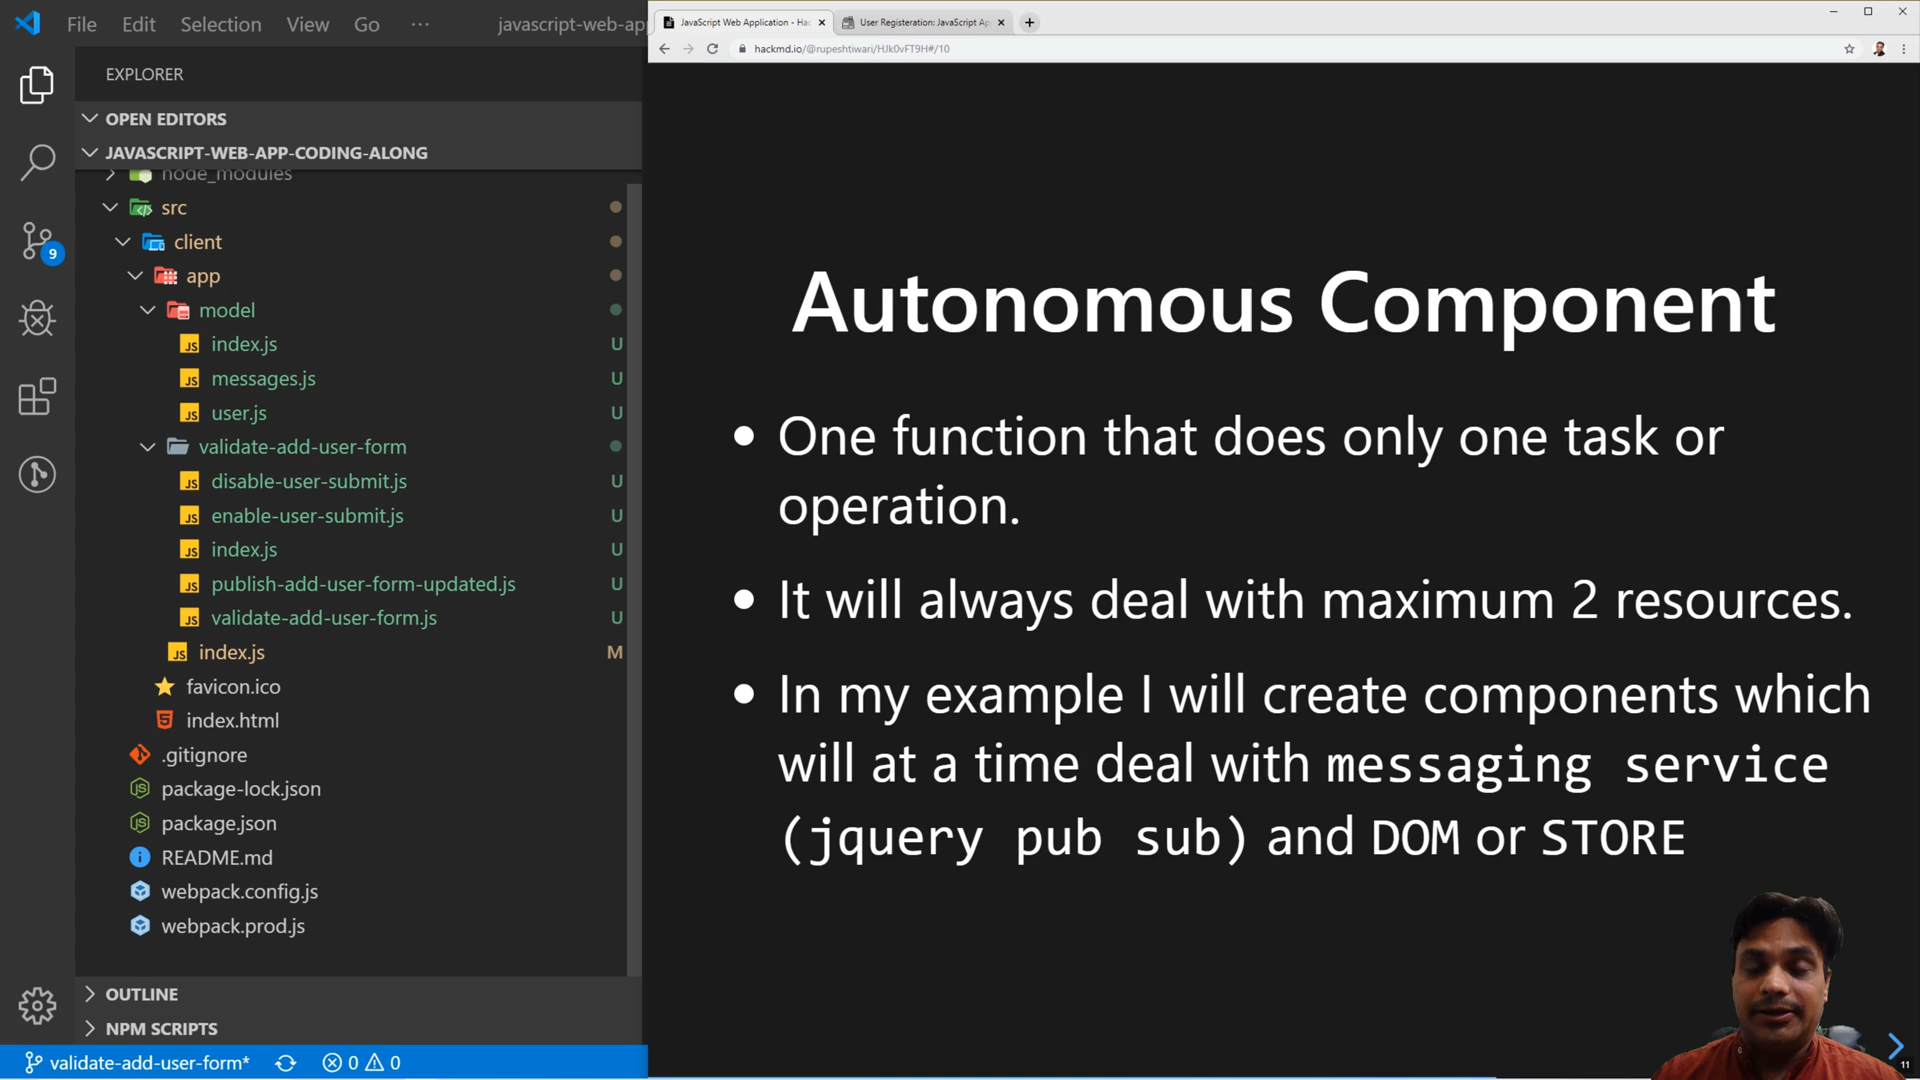 File Edit Selection View Go ··· javascript-web-app
EXPLORER
OPEN EDITORS
JAVASCRIPT-WEB-APP-CODING-ALONG
node_modules
src
client
app
model
index.js U
messages.js U
user.js U
validate-add-user-form
disable-user-submit.js U
enable-user-submit.js U
index.js U
publish-add-user-form-updated.js U
validate-add-user-form.js U
index.js M
favicon.ico
index.html
.gitignore
package-lock.json
package.json
README.md
webpack.config.js
webpack.prod.js
OUTLINE
NPM SCRIPTS
9
validate-add-user-form* 0 0
JavaScript Web Application - Hac
User Registeration: JavaScript Ap
hackmd.io/@rupeshtiwari/HJk0vFT9H#/10
Autonomous Component
• One function that does only one task or
operation.
• It will always deal with maximum 2 resources.
• In my example I will create components which
will at a time deal with messaging service
(jquery pub sub) and DOM or STORE
11